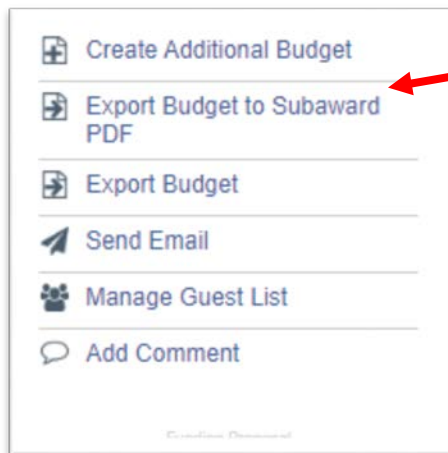 Create Additional Budget
Export Budget to Subaward
PDF
Export Budget
Send Email
Manage Guest List
Add Comment